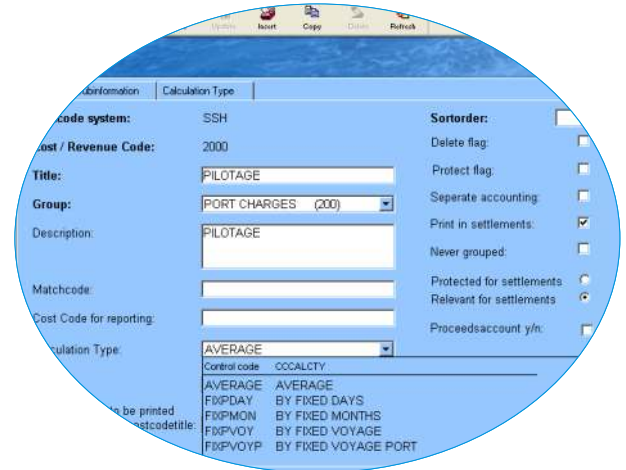 Update Insert Copy Delete Refresh
Calculation Type
code system: SSH Sortorder:
Cost / Revenue Code: 2000 Delete flag:
Title: PILOTAGE Protect flag:
Group: PORT CHARGES (200) Seperate accounting:
Description: PILOTAGE Print in settlements:
Never grouped:
Matchcode: Protected for settlements
Relevant for settlements
Cost Code for reporting:
Proceedsaccount y/n:
Calculation Type: AVERAGE
Control code CCCALCTY
AVERAGE AVERAGE
FIXPDAY BY FIXED DAYS
FIXPMON BY FIXED MONTHS
to be printed
FIXPVOY BY FIXED VOYAGE
costcodetitle:
FIXPVOYP BY FIXED VOYAGE PORT